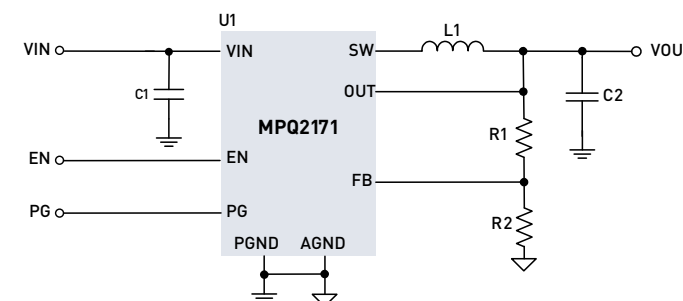 U1
L1
VIN
VIN
SW
VOU
C1
OUT
C2
MPQ2171
R1
EN
EN
FB
PG
PG
R2
PGND
AGND